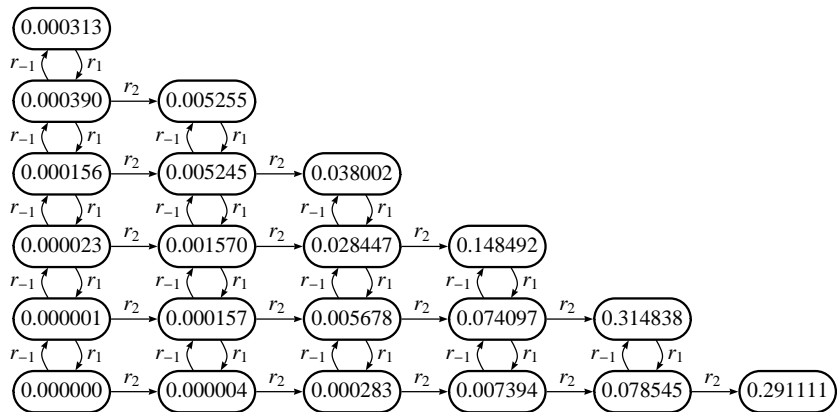 0.000313
r−1 r1
0.000390 r2 0.005255
r−1 r1 r−1 r1
0.000156 r2 0.005245 r2 0.038002
r−1 r1 r−1 r1 r−1 r1
0.000023 r2 0.001570 r2 0.028447 r2 0.148492
r−1 r1 r−1 r1 r−1 r1 r−1 r1
0.000001 r2 0.000157 r2 0.005678 r2 0.074097 r2 0.314838
r−1 r1 r−1 r1 r−1 r1 r−1 r1 r−1 r1
0.000000 r2 0.000004 r2 0.000283 r2 0.007394 r2 0.078545 r2 0.291111